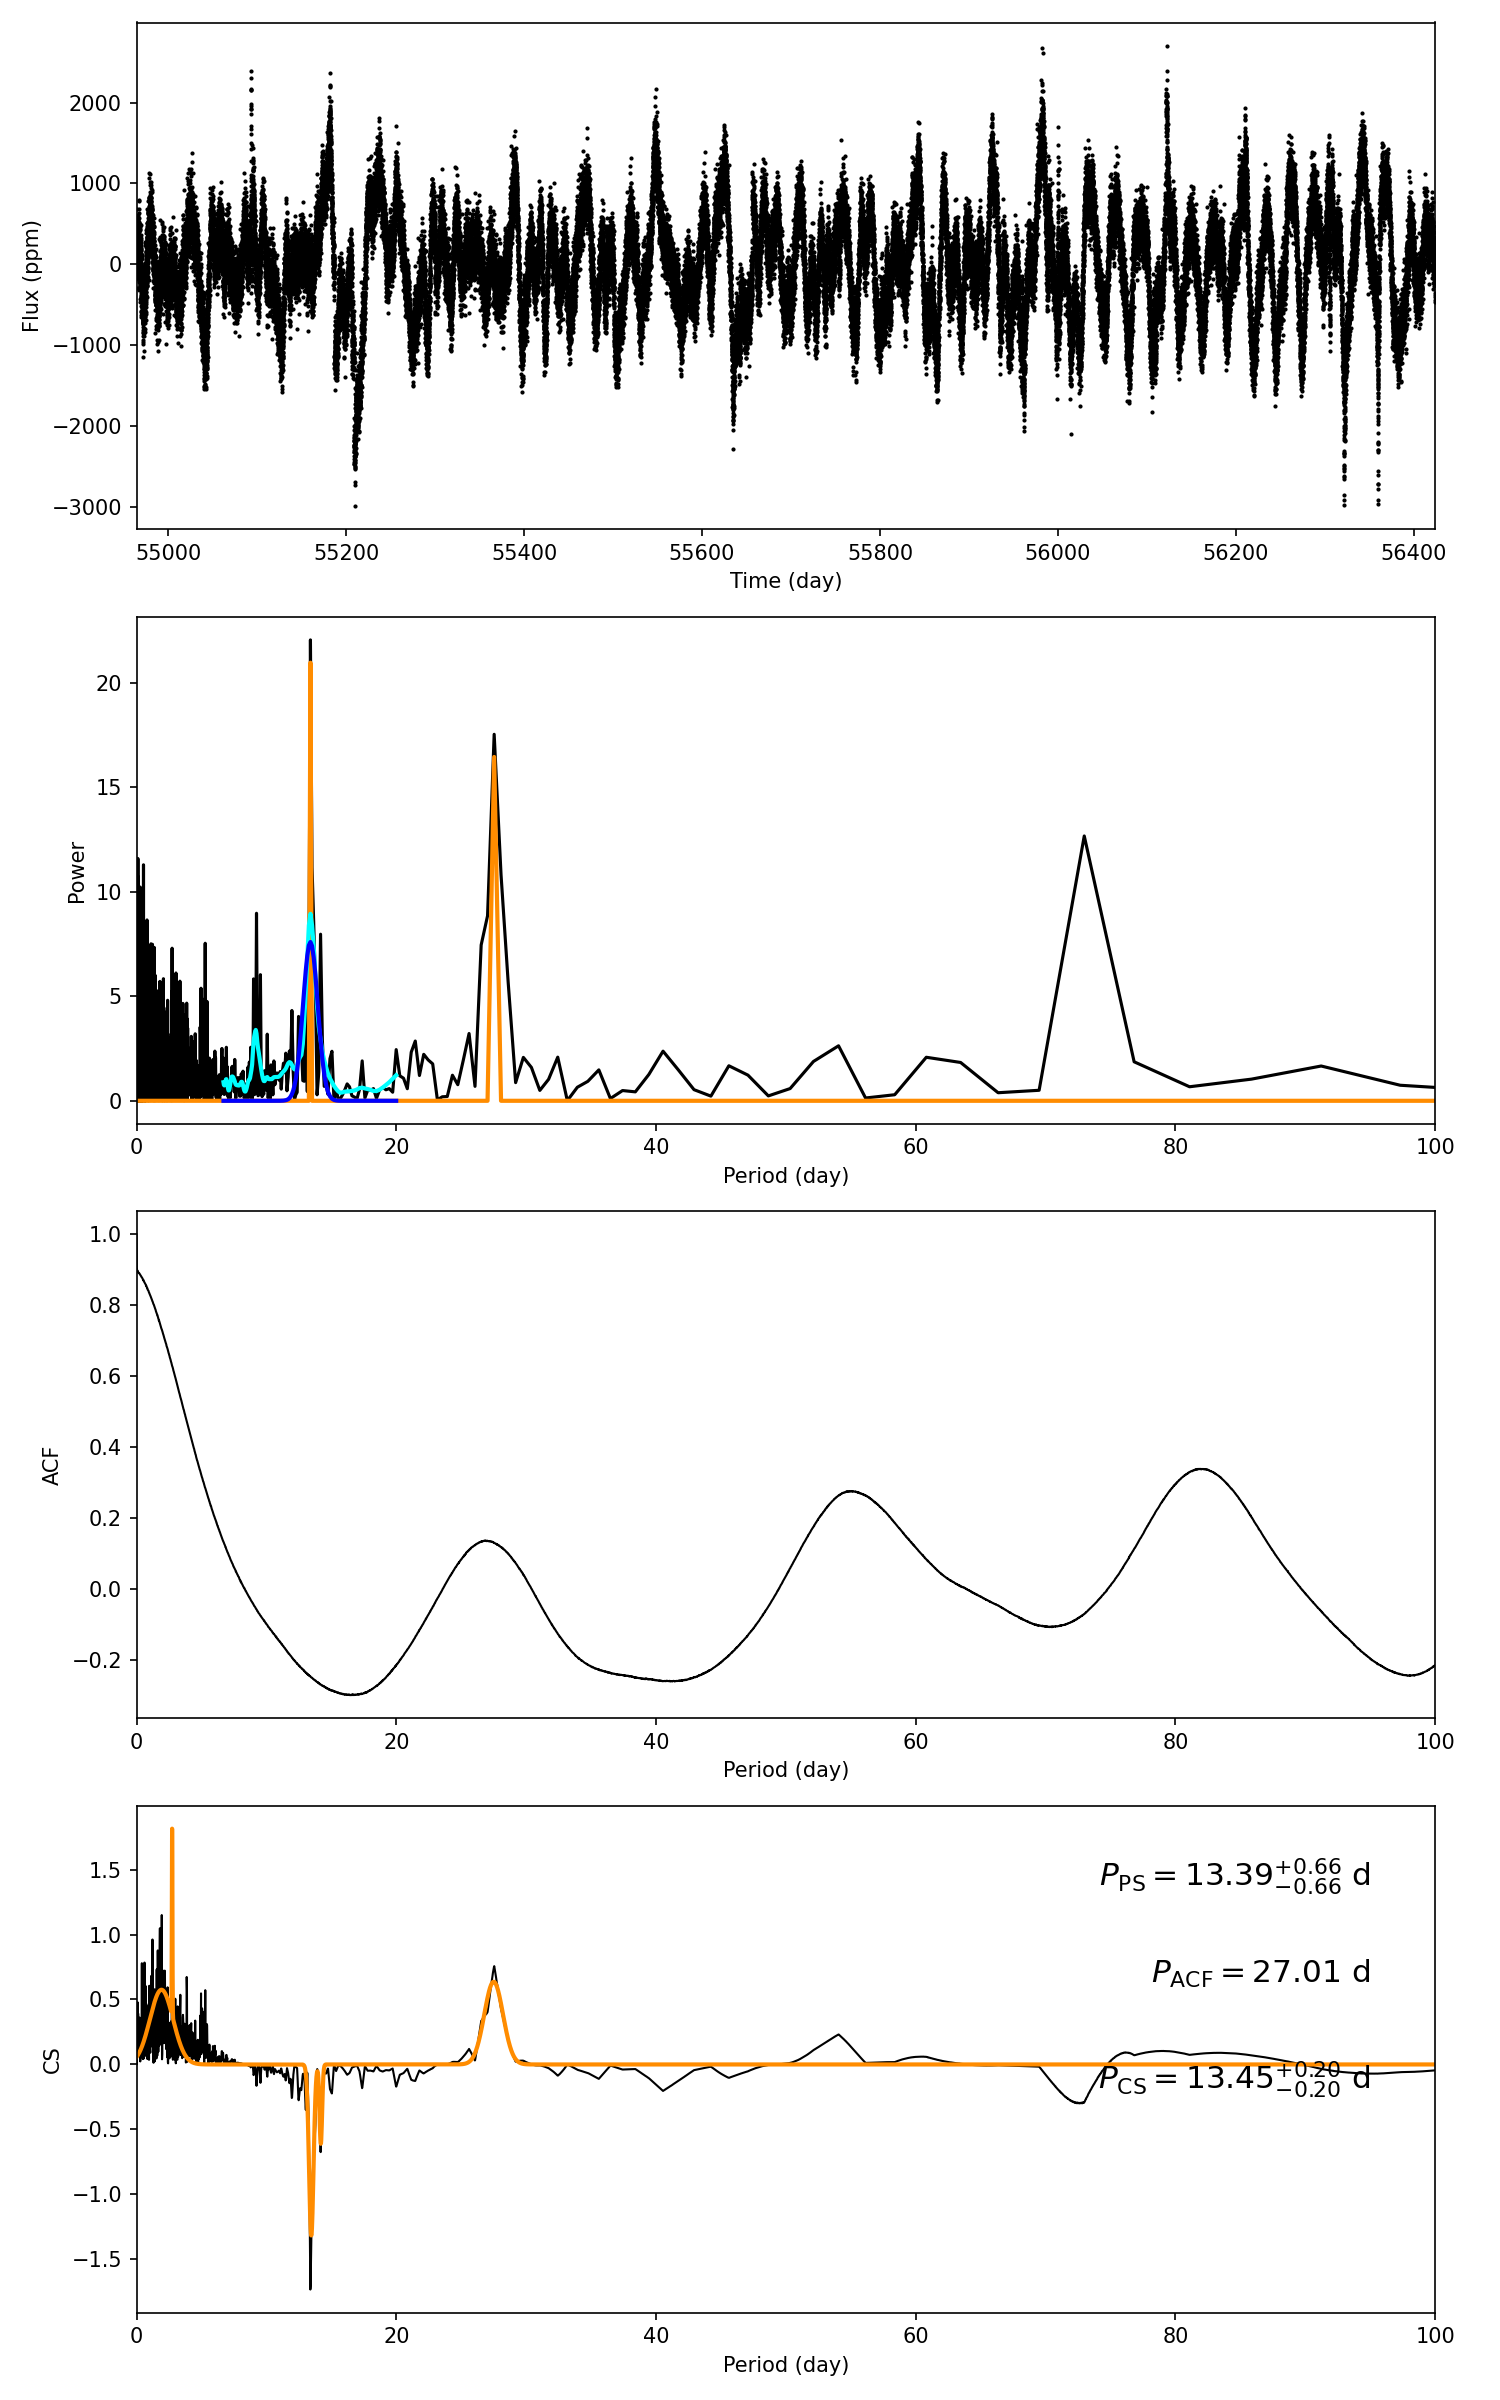 2000
1000
0
−1000
−2000
−3000
Flux (ppm)
55000 55200 55400 55600 55800 56000 56200 56400
Time (day)
20
15
10
5
0
Power
0 20 40 60 80 100
Period (day)
1.0
0.8
0.6
0.4
0.2
0.0
−0.2
ACF
0 20 40 60 80 100
Period (day)
1.5
1.0
0.5
0.0
−0.5
−1.0
−1.5
CS
P_PS = 13.39^{+0.66}_{−0.66} d
P_ACF = 27.01 d
P_CS = 13.45^{+0.20}_{−0.20} d
0 20 40 60 80 100
Period (day)